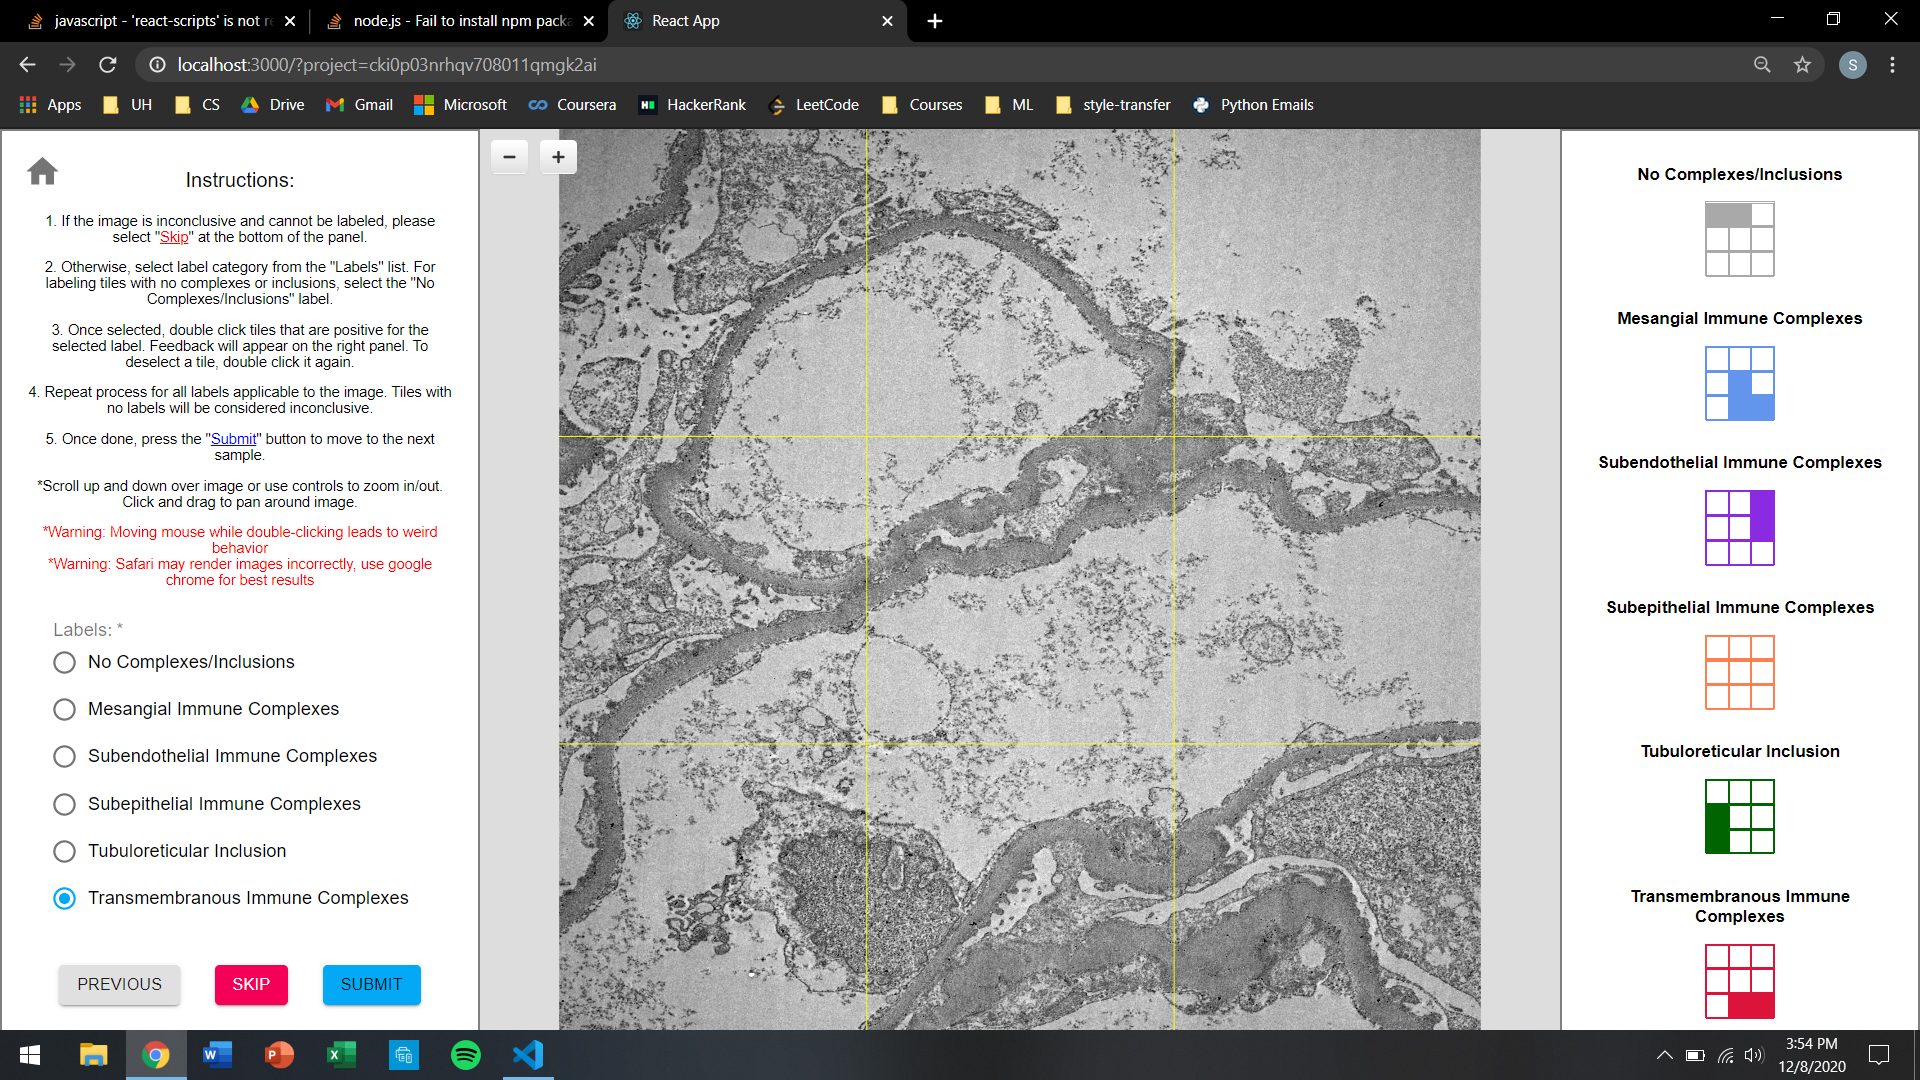 javascript - 'react-scripts' is not re
node.js - Fail to install npm packa
React App
localhost:3000/?project=cki0p03nrhqv708011qmgk2ai
S
Apps
UH
CS
Drive
Gmail
Microsoft
Coursera
HackerRank
LeetCode
Courses
ML
style-transfer
Python Emails
Instructions:
1. If the image is inconclusive and cannot be labeled, please
select "Skip" at the bottom of the panel.
2. Otherwise, select label category from the "Labels" list. For
labeling tiles with no complexes or inclusions, select the "No
Complexes/Inclusions" label.
3. Once selected, double click tiles that are positive for the
selected label. Feedback will appear on the right panel. To
deselect a tile, double click it again.
4. Repeat process for all labels applicable to the image. Tiles with
no labels will be considered inconclusive.
5. Once done, press the "Submit" button to move to the next
sample.
*Scroll up and down over image or use controls to zoom in/out.
Click and drag to pan around image.
*Warning: Moving mouse while double-clicking leads to weird
behavior
*Warning: Safari may render images incorrectly, use google
chrome for best results
Labels: *
No Complexes/Inclusions
Mesangial Immune Complexes
Subendothelial Immune Complexes
Subepithelial Immune Complexes
Tubuloreticular Inclusion
Transmembranous Immune Complexes
PREVIOUS
SKIP
SUBMIT
No Complexes/Inclusions
Mesangial Immune Complexes
Subendothelial Immune Complexes
Subepithelial Immune Complexes
Tubuloreticular Inclusion
Transmembranous Immune
Complexes
3:54 PM
12/8/2020